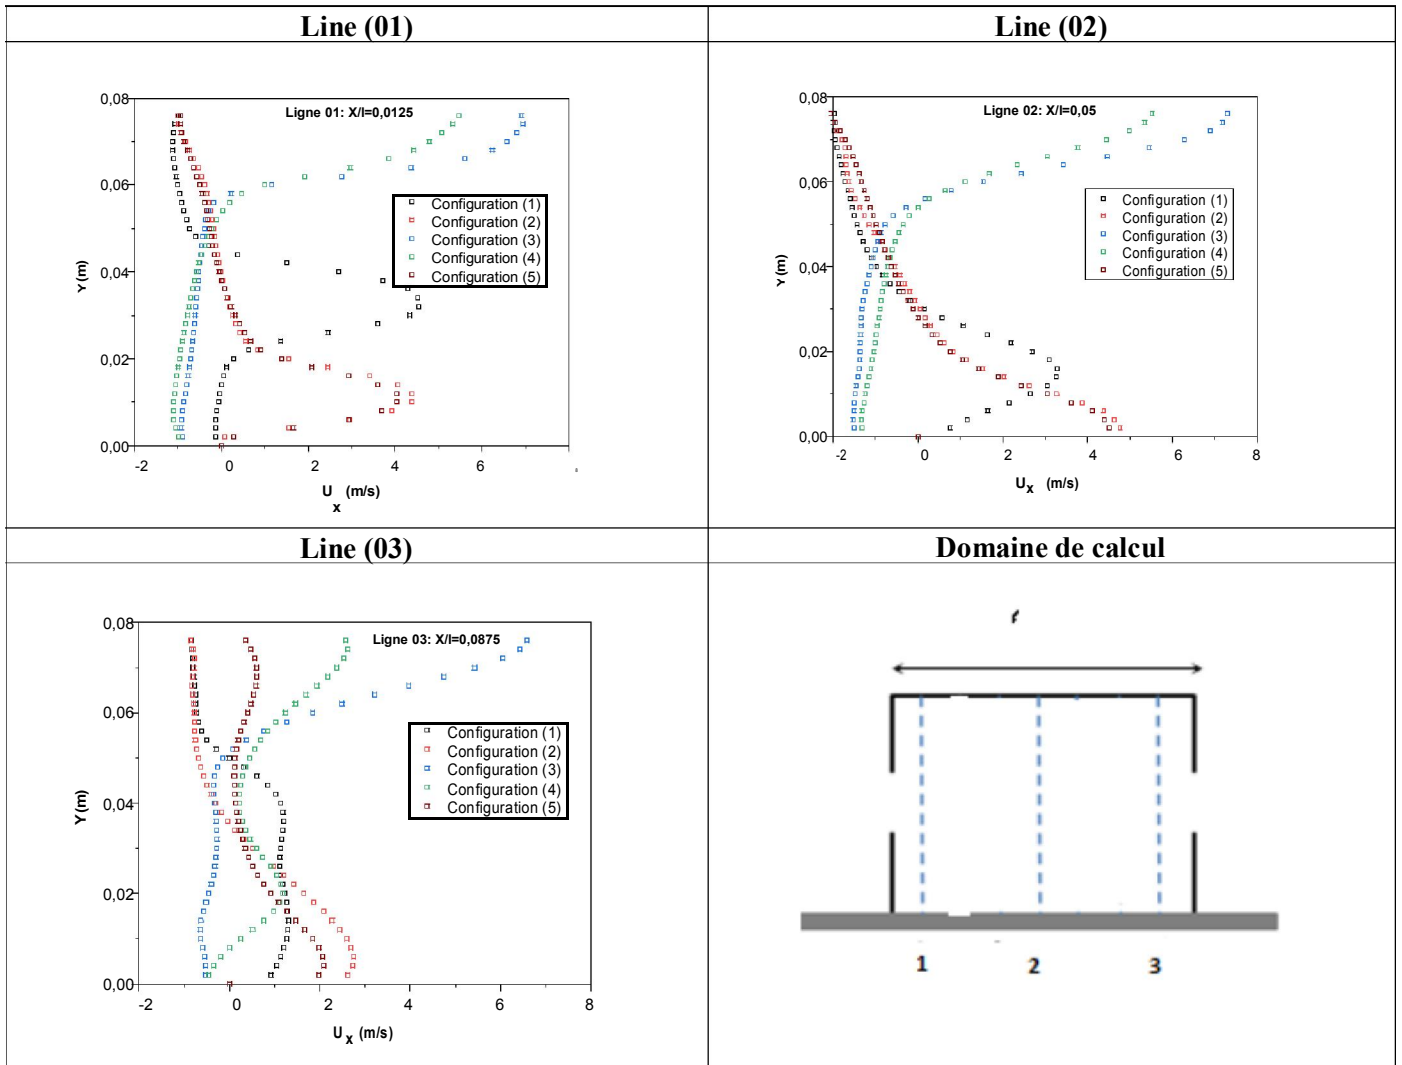 Line (01)
Line (02)
Ligne 01: X/I=0,0125
0,08
0,06
0,04
0,02
0,00
Y (m)
-2
0
2
4
6
U
x
(m/s)
Configuration (1)
Configuration (2)
Configuration (3)
Configuration (4)
Configuration (5)
Ligne 02: X/I=0,05
0,08
0,06
0,04
0,02
0,00
Y (m)
-2
0
2
4
6
8
Ux (m/s)
Configuration (1)
Configuration (2)
Configuration (3)
Configuration (4)
Configuration (5)
Line (03)
Domaine de calcul
Ligne 03: X/I=0,0875
0,08
0,06
0,04
0,02
0,00
Y (m)
-2
0
2
4
6
8
Ux (m/s)
Configuration (1)
Configuration (2)
Configuration (3)
Configuration (4)
Configuration (5)
1
2
3